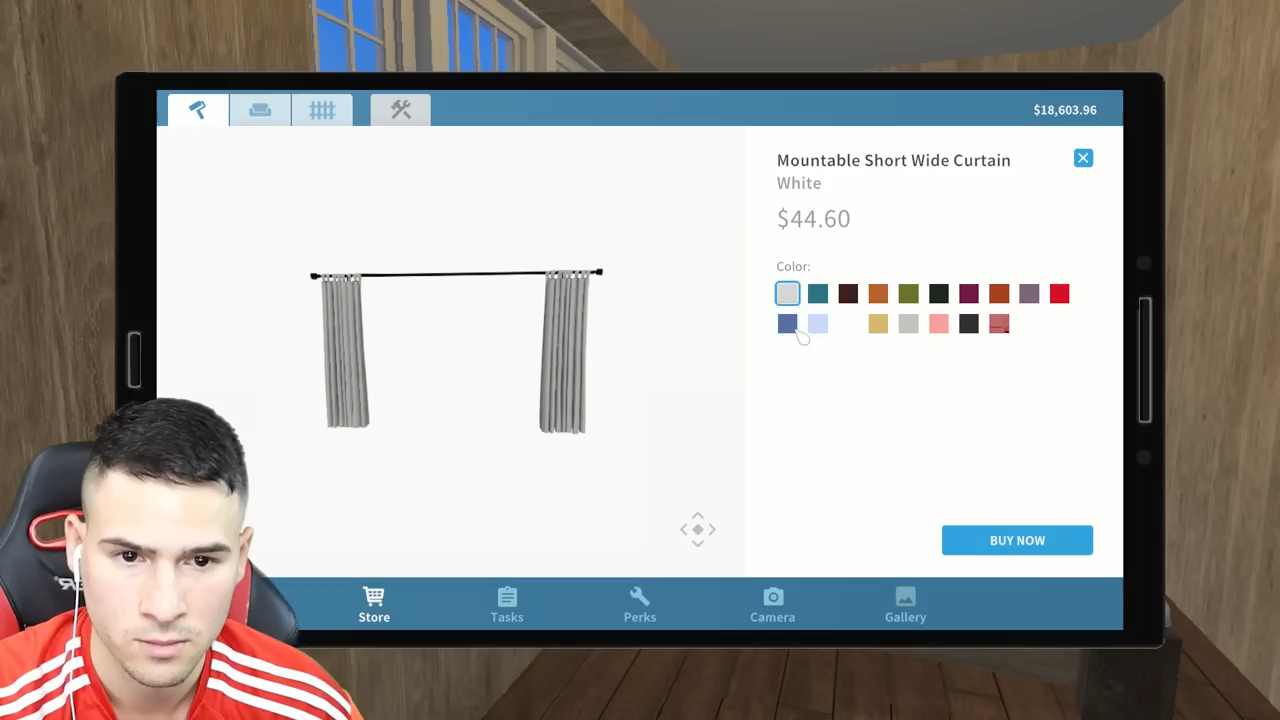 $18,603.96
Mountable Short Wide Curtain
White
$44.60
Color:
BUY NOW
Store
Tasks
Perks
Camera
Gallery